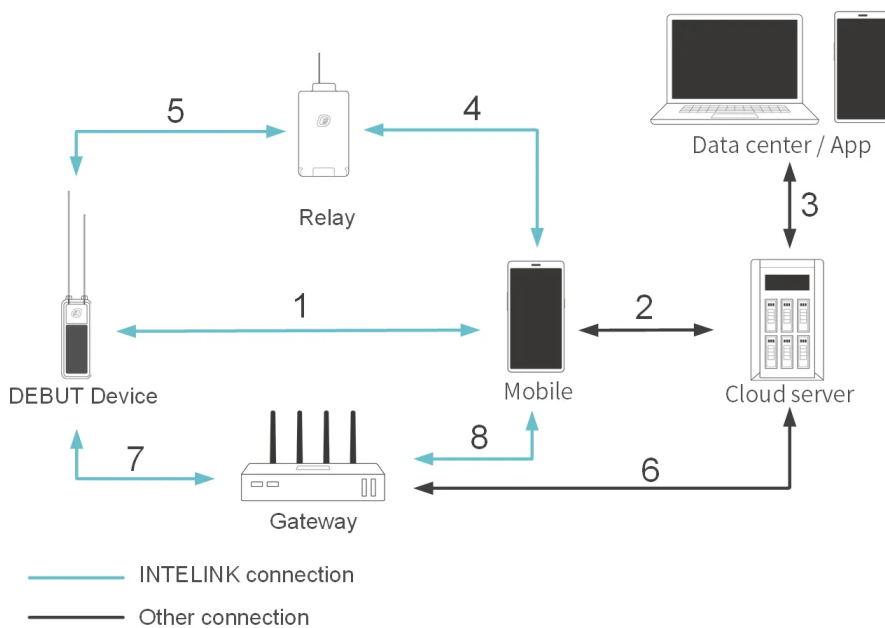 5
4
Data center / App
Relay
3
1
2
DEBUT Device
Mobile
Cloud server
7
8
6
Gateway
INTELINK connection
Other connection